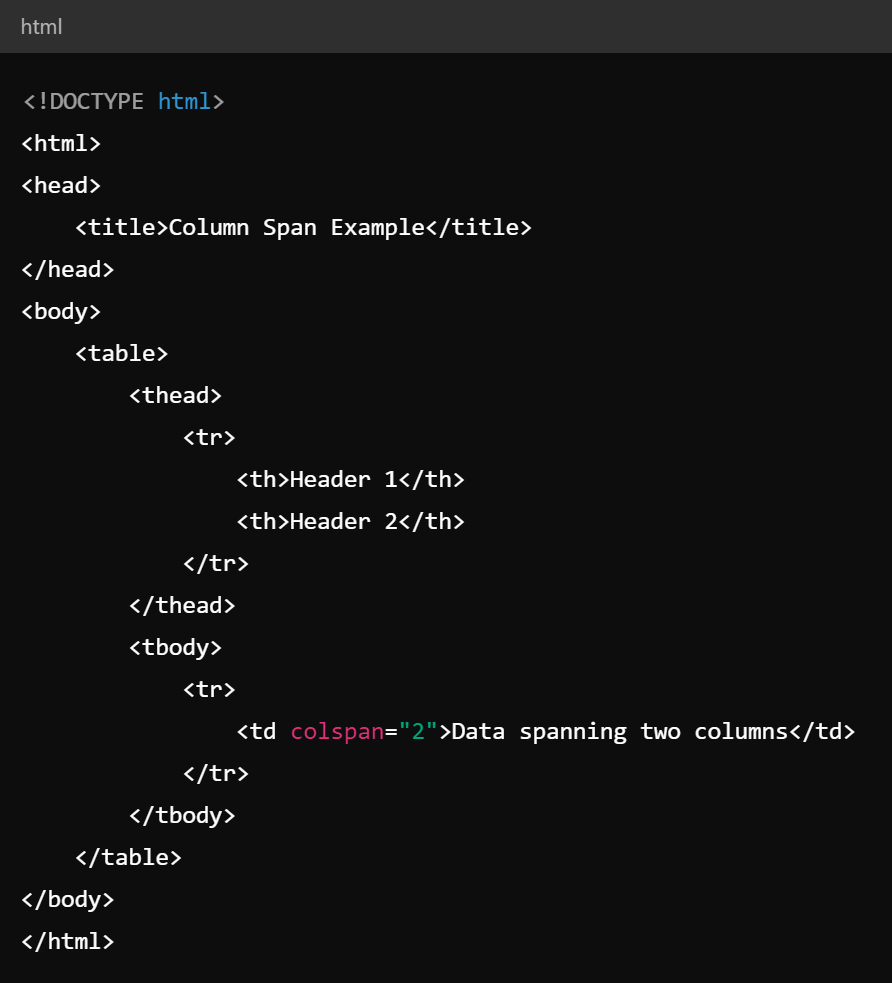 html
<!DOCTYPE html>
<html>
<head>
    <title>Column Span Example</title>
</head>
<body>
    <table>
        <thead>
            <tr>
                <th>Header 1</th>
                <th>Header 2</th>
            </tr>
        </thead>
        <tbody>
            <tr>
                <td colspan="2">Data spanning two columns</td>
            </tr>
        </tbody>
    </table>
</body>
</html>